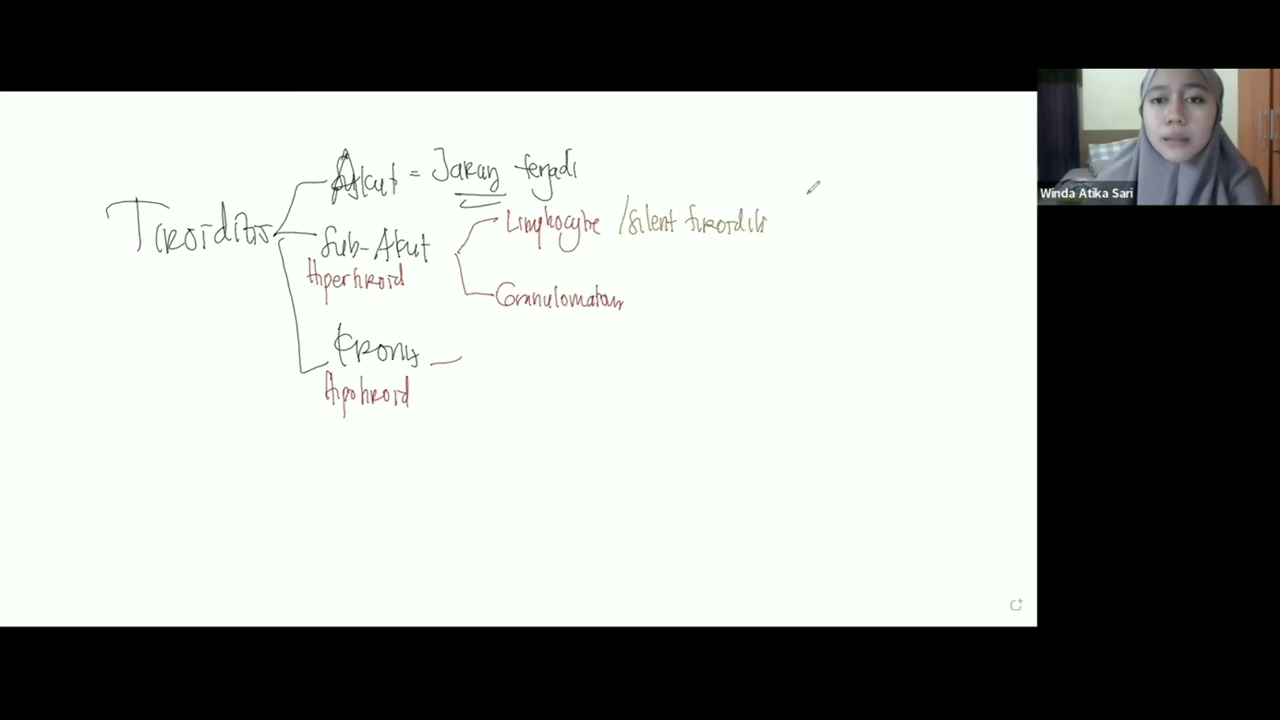 Akut = Jarang terjadi
Tiroiditis
Limphocyte / Silent tiroiditis
Sub-Akut
Hipertiroid
Granulomatous
Kronis
Hipotiroid
Winda Atika Sari